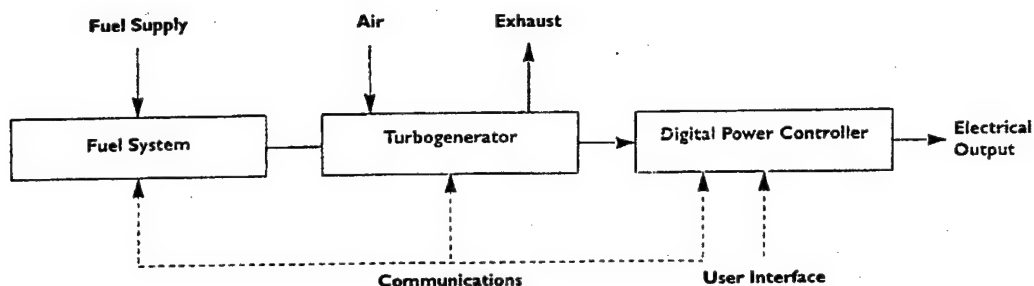 Fuel Supply
Air
Exhaust
Fuel System
Turbogenerator
Digital Power Controller
Electrical
Output
Communications
User Interface